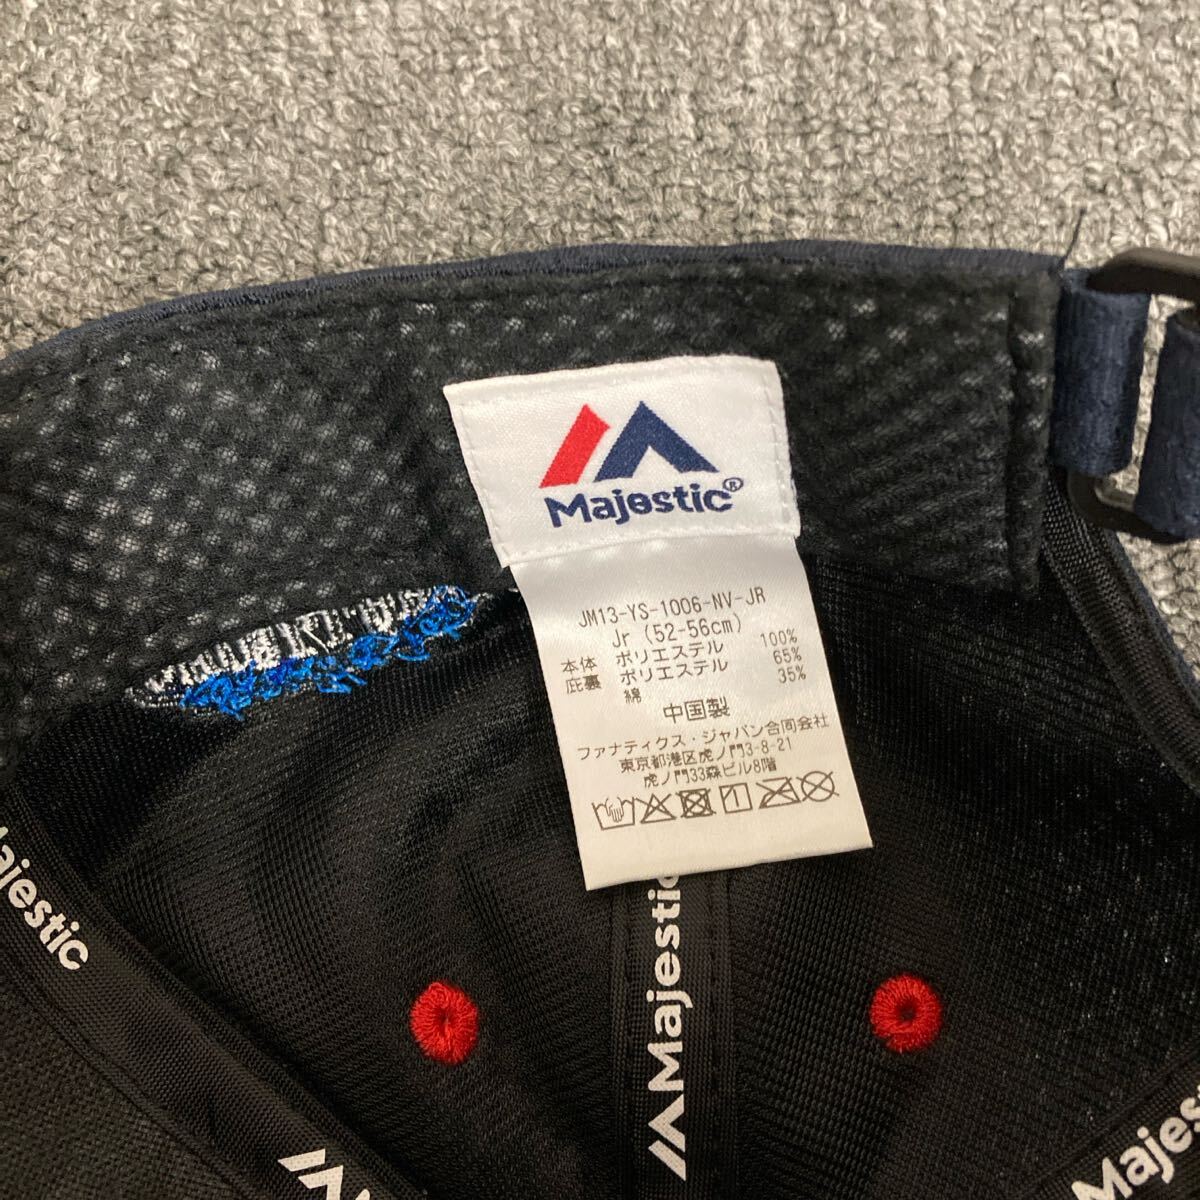 Majestic®
JM13-YS-1006-NV-JR
Jr (52-56cm)
本体 ポリエステル 100%
庇裏 ポリエステル 65%
綿 35%
中国製
ファナティクス・ジャパン合同会社
東京都港区虎ノ門3-8-21
虎ノ門33森ビル8階
Majestic
Majestic
Majestic